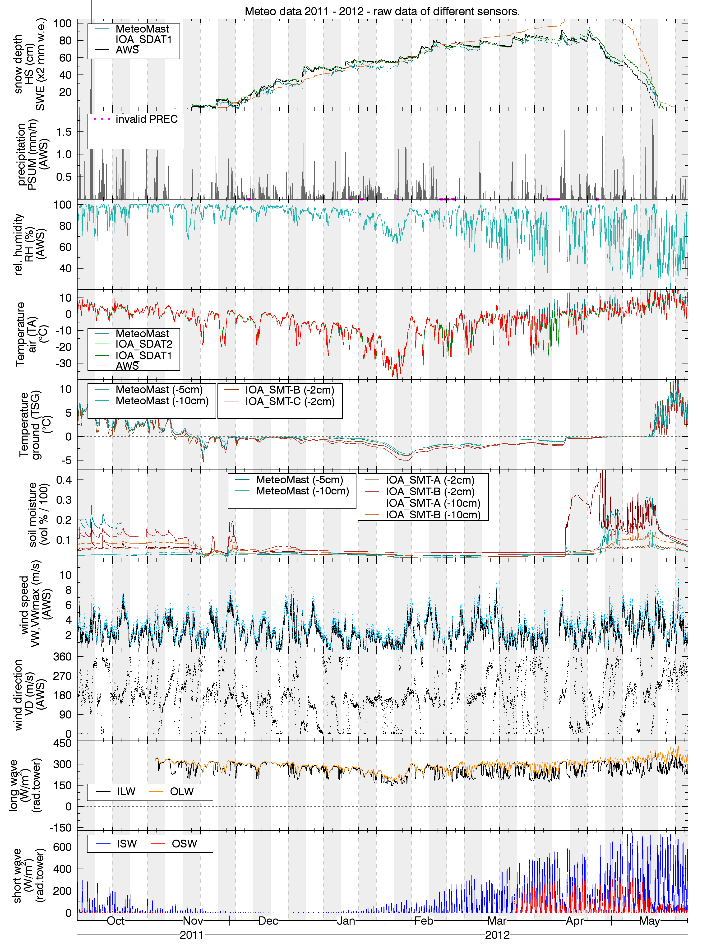 Meteo data 2011 - 2012 - raw data of different sensors.
snow depth
HS (cm)
SWE (x2 mm w.e.)
100
80
60
40
20
MeteoMast
IOA_SDAT1
AWS
precipitation
PSUM (mm/h)
(AWS)
1.5
1.0
0.5
invalid PREC
rel. humidity
RH (%)
(AWS)
100
80
60
40
Temperature
air (TA)
(°C)
10
0
-10
-20
-30
MeteoMast
IOA_SDAT2
IOA_SDAT1
AWS
Temperature
ground (TSG)
(°C)
10
5
0
-5
MeteoMast (-5cm)
MeteoMast (-10cm)
IOA_SMT-B (-2cm)
IOA_SMT-C (-2cm)
soil moisture
(vol % / 100)
0.4
0.3
0.2
0.1
MeteoMast (-5cm)
MeteoMast (-10cm)
IOA_SMT-A (-2cm)
IOA_SMT-B (-2cm)
IOA_SMT-A (-10cm)
IOA_SMT-B (-10cm)
wind speed
VW,VWmax (m/s)
(AWS)
10
8
6
4
2
wind direction
VD (m/s)
(AWS)
360
270
180
90
0
long wave
(W/m²)
(rad.tower)
450
300
150
0
-150
ILW
OLW
short wave
(W/m²)
(rad.tower)
600
400
200
0
ISW
OSW
Oct
Nov
Dec
Jan
Feb
Mar
Apr
May
2011
2012